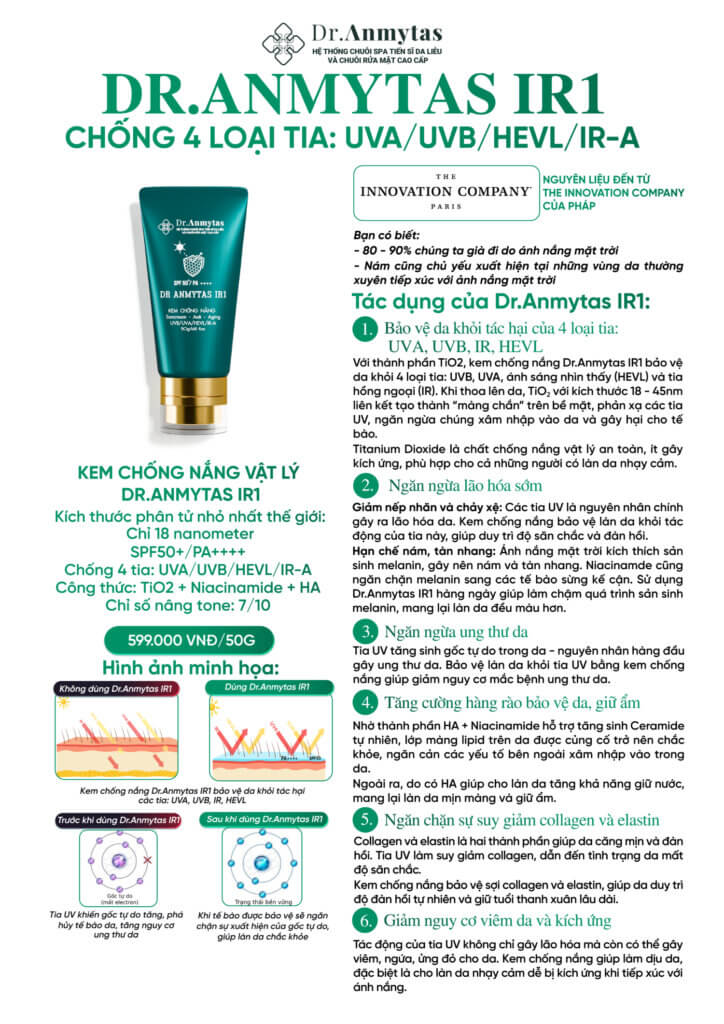 Dr.Anmytas
HỆ THỐNG CHUỖI SPA TIẾN SĨ DA LIỄU
VÀ CHUỖI RỬA MẶT CAO CẤP
DR.ANMYTAS IR1
CHỐNG 4 LOẠI TIA: UVA/UVB/HEVL/IR-A
Dr.Anmytas
SPF 50+/ PA ++++
DR ANMYTAS IR1
KEM CHỐNG NẮNG
Sunscream - Anti - Aging
UVB/UVA/HEVL/IR-A
KEM CHỐNG NẮNG VẬT LÝ
DR.ANMYTAS IR1
Kích thước phân tử nhỏ nhất thế giới:
Chỉ 18 nanometer
SPF50+/PA++++
Chống 4 tia: UVA/UVB/HEVL/IR-A
Công thức: TiO2 + Niacinamide + HA
Chỉ số nâng tone: 7/10
599.000 VNĐ/50G
Hình ảnh minh họa:
Không dùng Dr.Anmytas IR1
Dùng Dr.Anmytas IR1
PA++++
SPF50+
Kem chống nắng Dr.Anmytas IR1 bảo vệ da khỏi tác hại
các tia: UVA, UVB, IR, HEVL
Trước khi dùng Dr.Anmytas IR1
Sau khi dùng Dr.Anmytas IR1
Gốc tự do
(mất electron)
Trạng thái bền vững
Tia UV khiến gốc tự do tăng, phá
hủy tế bào da, tăng nguy cơ
ung thư da
Khi tế bào được bảo vệ sẽ ngăn
chặn sự xuất hiện của gốc tự do,
giúp làn da chắc khỏe
THE
INNOVATION COMPANY
PARIS
NGUYÊN LIỆU ĐẾN TỪ
THE INNOVATION COMPANY
CỦA PHÁP
Bạn có biết:
- 80 - 90% chúng ta già đi do ánh nắng mặt trời
- Nám cũng chủ yếu xuất hiện tại những vùng da thường
xuyên tiếp xúc với ánh nắng mặt trời
Tác dụng của Dr.Anmytas IR1:
1. Bảo vệ da khỏi tác hại của 4 loại tia:
UVA, UVB, IR, HEVL
Với thành phần TiO2, kem chống nắng Dr.Anmytas IR1 bảo vệ
da khỏi 4 loại tia: UVB, UVA, ánh sáng nhìn thấy (HEVL) và tia
hồng ngoại (IR). Khi thoa lên da, TiO₂ với kích thước 18 - 45nm
liên kết tạo thành “màng chắn” trên bề mặt, phản xạ các tia
UV, ngăn ngừa chúng xâm nhập vào da và gây hại cho tế
bào.
Titanium Dioxide là chất chống nắng vật lý an toàn, ít gây
kích ứng, phù hợp cho cả những người có làn da nhạy cảm.
2. Ngăn ngừa lão hóa sớm
Giảm nếp nhăn và chảy xệ: Các tia UV là nguyên nhân chính
gây ra lão hóa da. Kem chống nắng bảo vệ làn da khỏi tác
động của tia này, giúp duy trì độ săn chắc và đàn hồi.
Hạn chế nám, tàn nhang: Ánh nắng mặt trời kích thích sản
sinh melanin, gây nên nám và tàn nhang. Niacinamde cũng
ngăn chặn melanin sang các tế bào sừng kế cận. Sử dụng
Dr.Anmytas IR1 hàng ngày giúp làm chậm quá trình sản sinh
melanin, mang lại làn da đều màu hơn.
3. Ngăn ngừa ung thư da
Tia UV tăng sinh gốc tự do trong da - nguyên nhân hàng đầu
gây ung thư da. Bảo vệ làn da khỏi tia UV bằng kem chống
nắng giúp giảm nguy cơ mắc bệnh ung thư da.
4. Tăng cường hàng rào bảo vệ da, giữ ẩm
Nhờ thành phần HA + Niacinamide hỗ trợ tăng sinh Ceramide
tự nhiên, lớp màng lipid trên da được củng cố trở nên chắc
khỏe, ngăn cản các yếu tố bên ngoài xâm nhập vào trong
da.
Ngoài ra, do có HA giúp cho làn da tăng khả năng giữ nước,
mang lại làn da mịn màng và giữ ẩm.
5. Ngăn chặn sự suy giảm collagen và elastin
Collagen và elastin là hai thành phần giúp da căng mịn và đàn
hồi. Tia UV làm suy giảm collagen, dẫn đến tình trạng da mất
độ săn chắc.
Kem chống nắng bảo vệ sợi collagen và elastin, giúp da duy trì
độ đàn hồi tự nhiên và giữ tuổi thanh xuân lâu dài.
6. Giảm nguy cơ viêm da và kích ứng
Tác động của tia UV không chỉ gây lão hóa mà còn có thể gây
viêm, ngứa, ửng đỏ cho da. Kem chống nắng giúp làm dịu da,
đặc biệt là cho làn da nhạy cảm dễ bị kích ứng khi tiếp xúc với
ánh nắng.